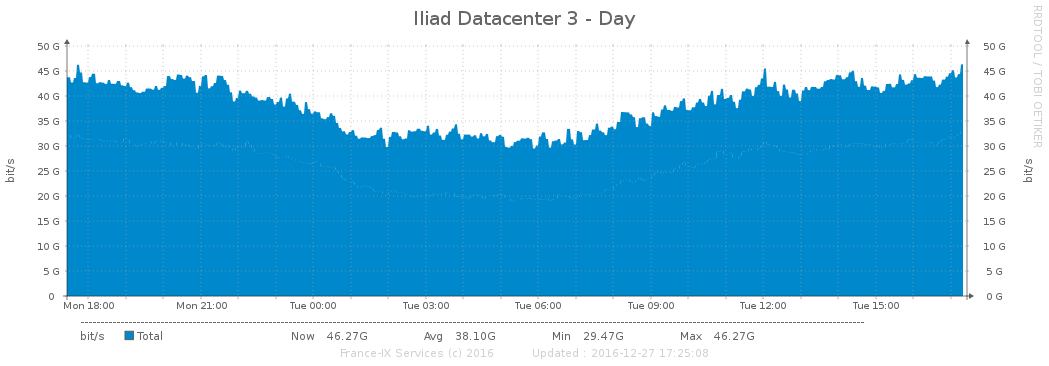 Iliad Datacenter 3 - Day
RRDTOOL / TOBI OETIKER
50 G 50 G
45 G 45 G
40 G 40 G
35 G 35 G
30 G 30 G
25 G 25 G
20 G 20 G
15 G 15 G
10 G 10 G
5 G 5 G
0 0 G
bit/s bit/s
Mon 18:00 Mon 21:00 Tue 00:00 Tue 03:00 Tue 06:00 Tue 09:00 Tue 12:00 Tue 15:00
bit/s Total Now 46.27G Avg 38.10G Min 29.47G Max 46.27G
France-IX Services (c) 2016 Updated : 2016-12-27 17:25:08